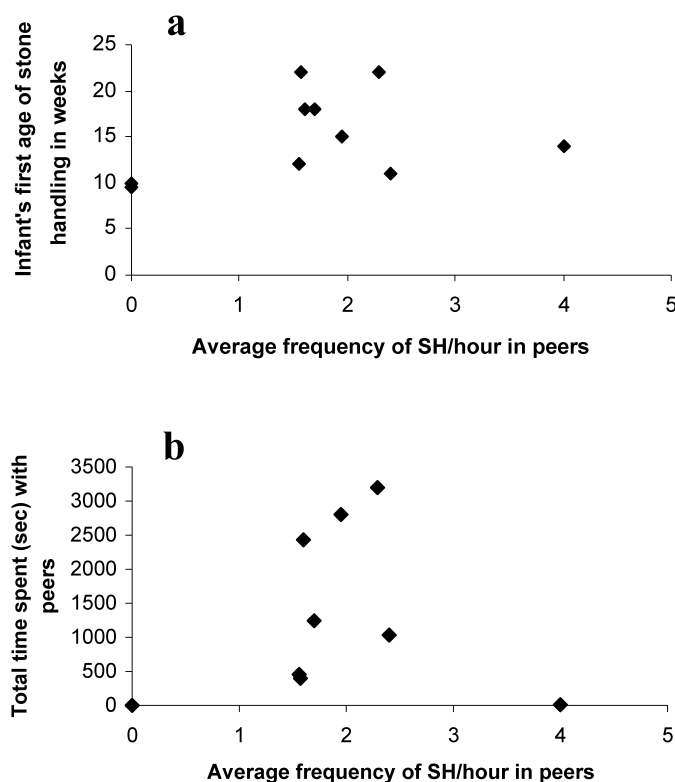 a
25
20
15
10
5
0
Infant's first age of stone
handling in weeks
0 1 2 3 4 5
Average frequency of SH/hour in peers
b
3500
3000
2500
2000
1500
1000
500
0
Total time spent (sec) with
peers
0 1 2 3 4 5
Average frequency of SH/hour in peers